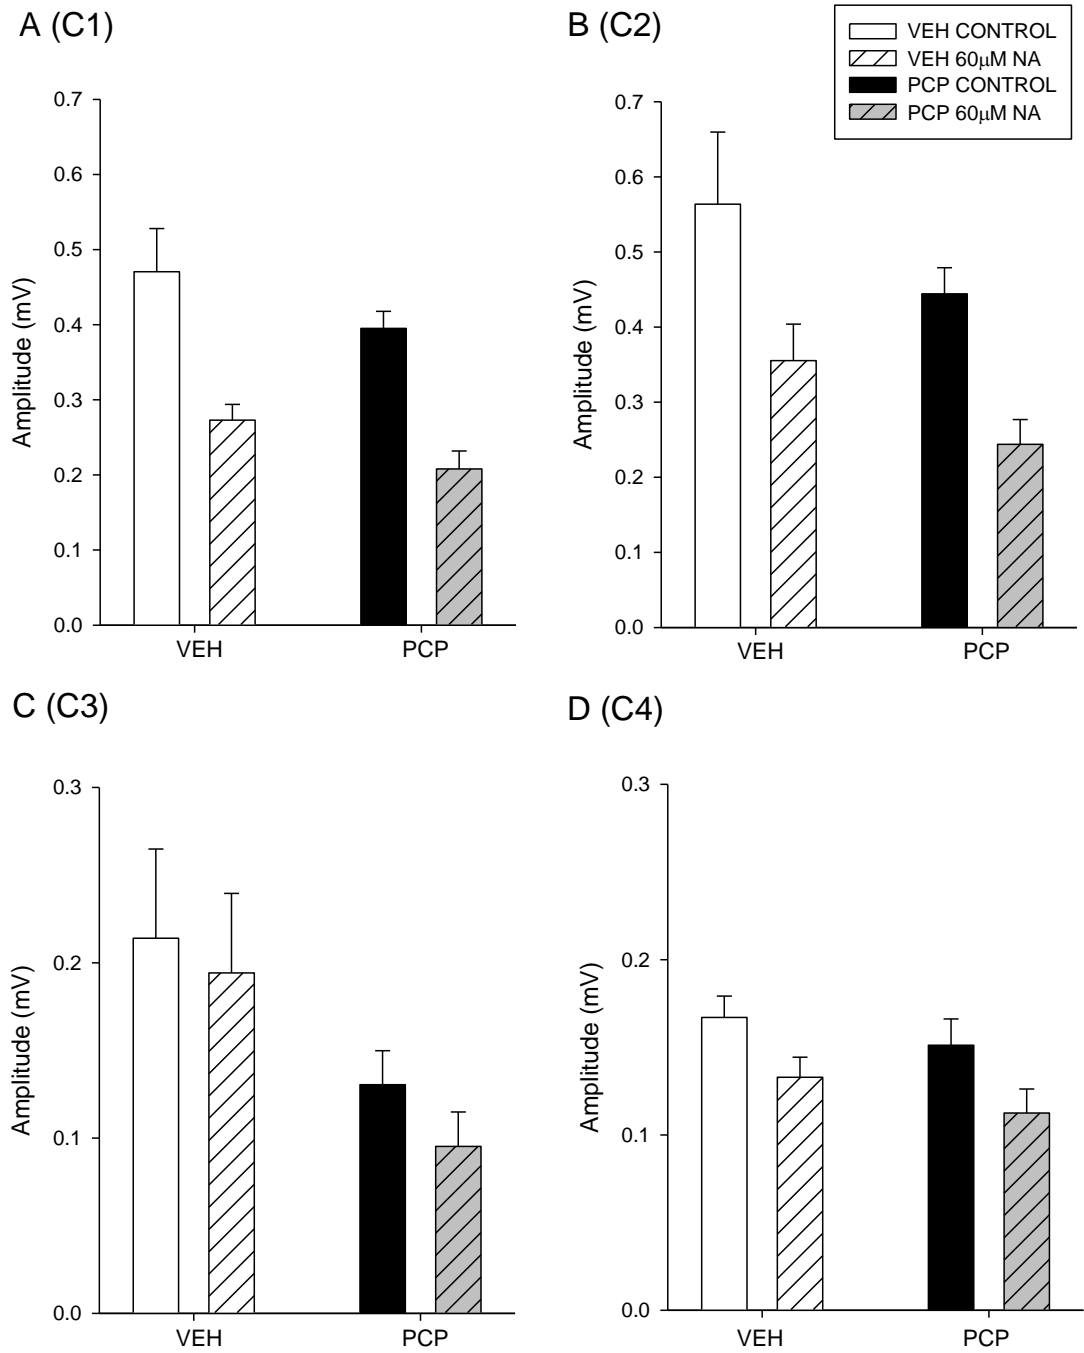 A (C1)
B (C2)
VEH CONTROL
VEH 60μM NA
PCP CONTROL
PCP 60μM NA
0.7
0.6
0.5
0.4
0.3
0.2
0.1
0.0
Amplitude (mV)
VEH
PCP
0.7
0.6
0.5
0.4
0.3
0.2
0.1
0.0
Amplitude (mV)
VEH
PCP
C (C3)
D (C4)
0.3
0.2
0.1
0.0
Amplitude (mV)
VEH
PCP
0.3
0.2
0.1
0.0
Amplitude (mV)
VEH
PCP